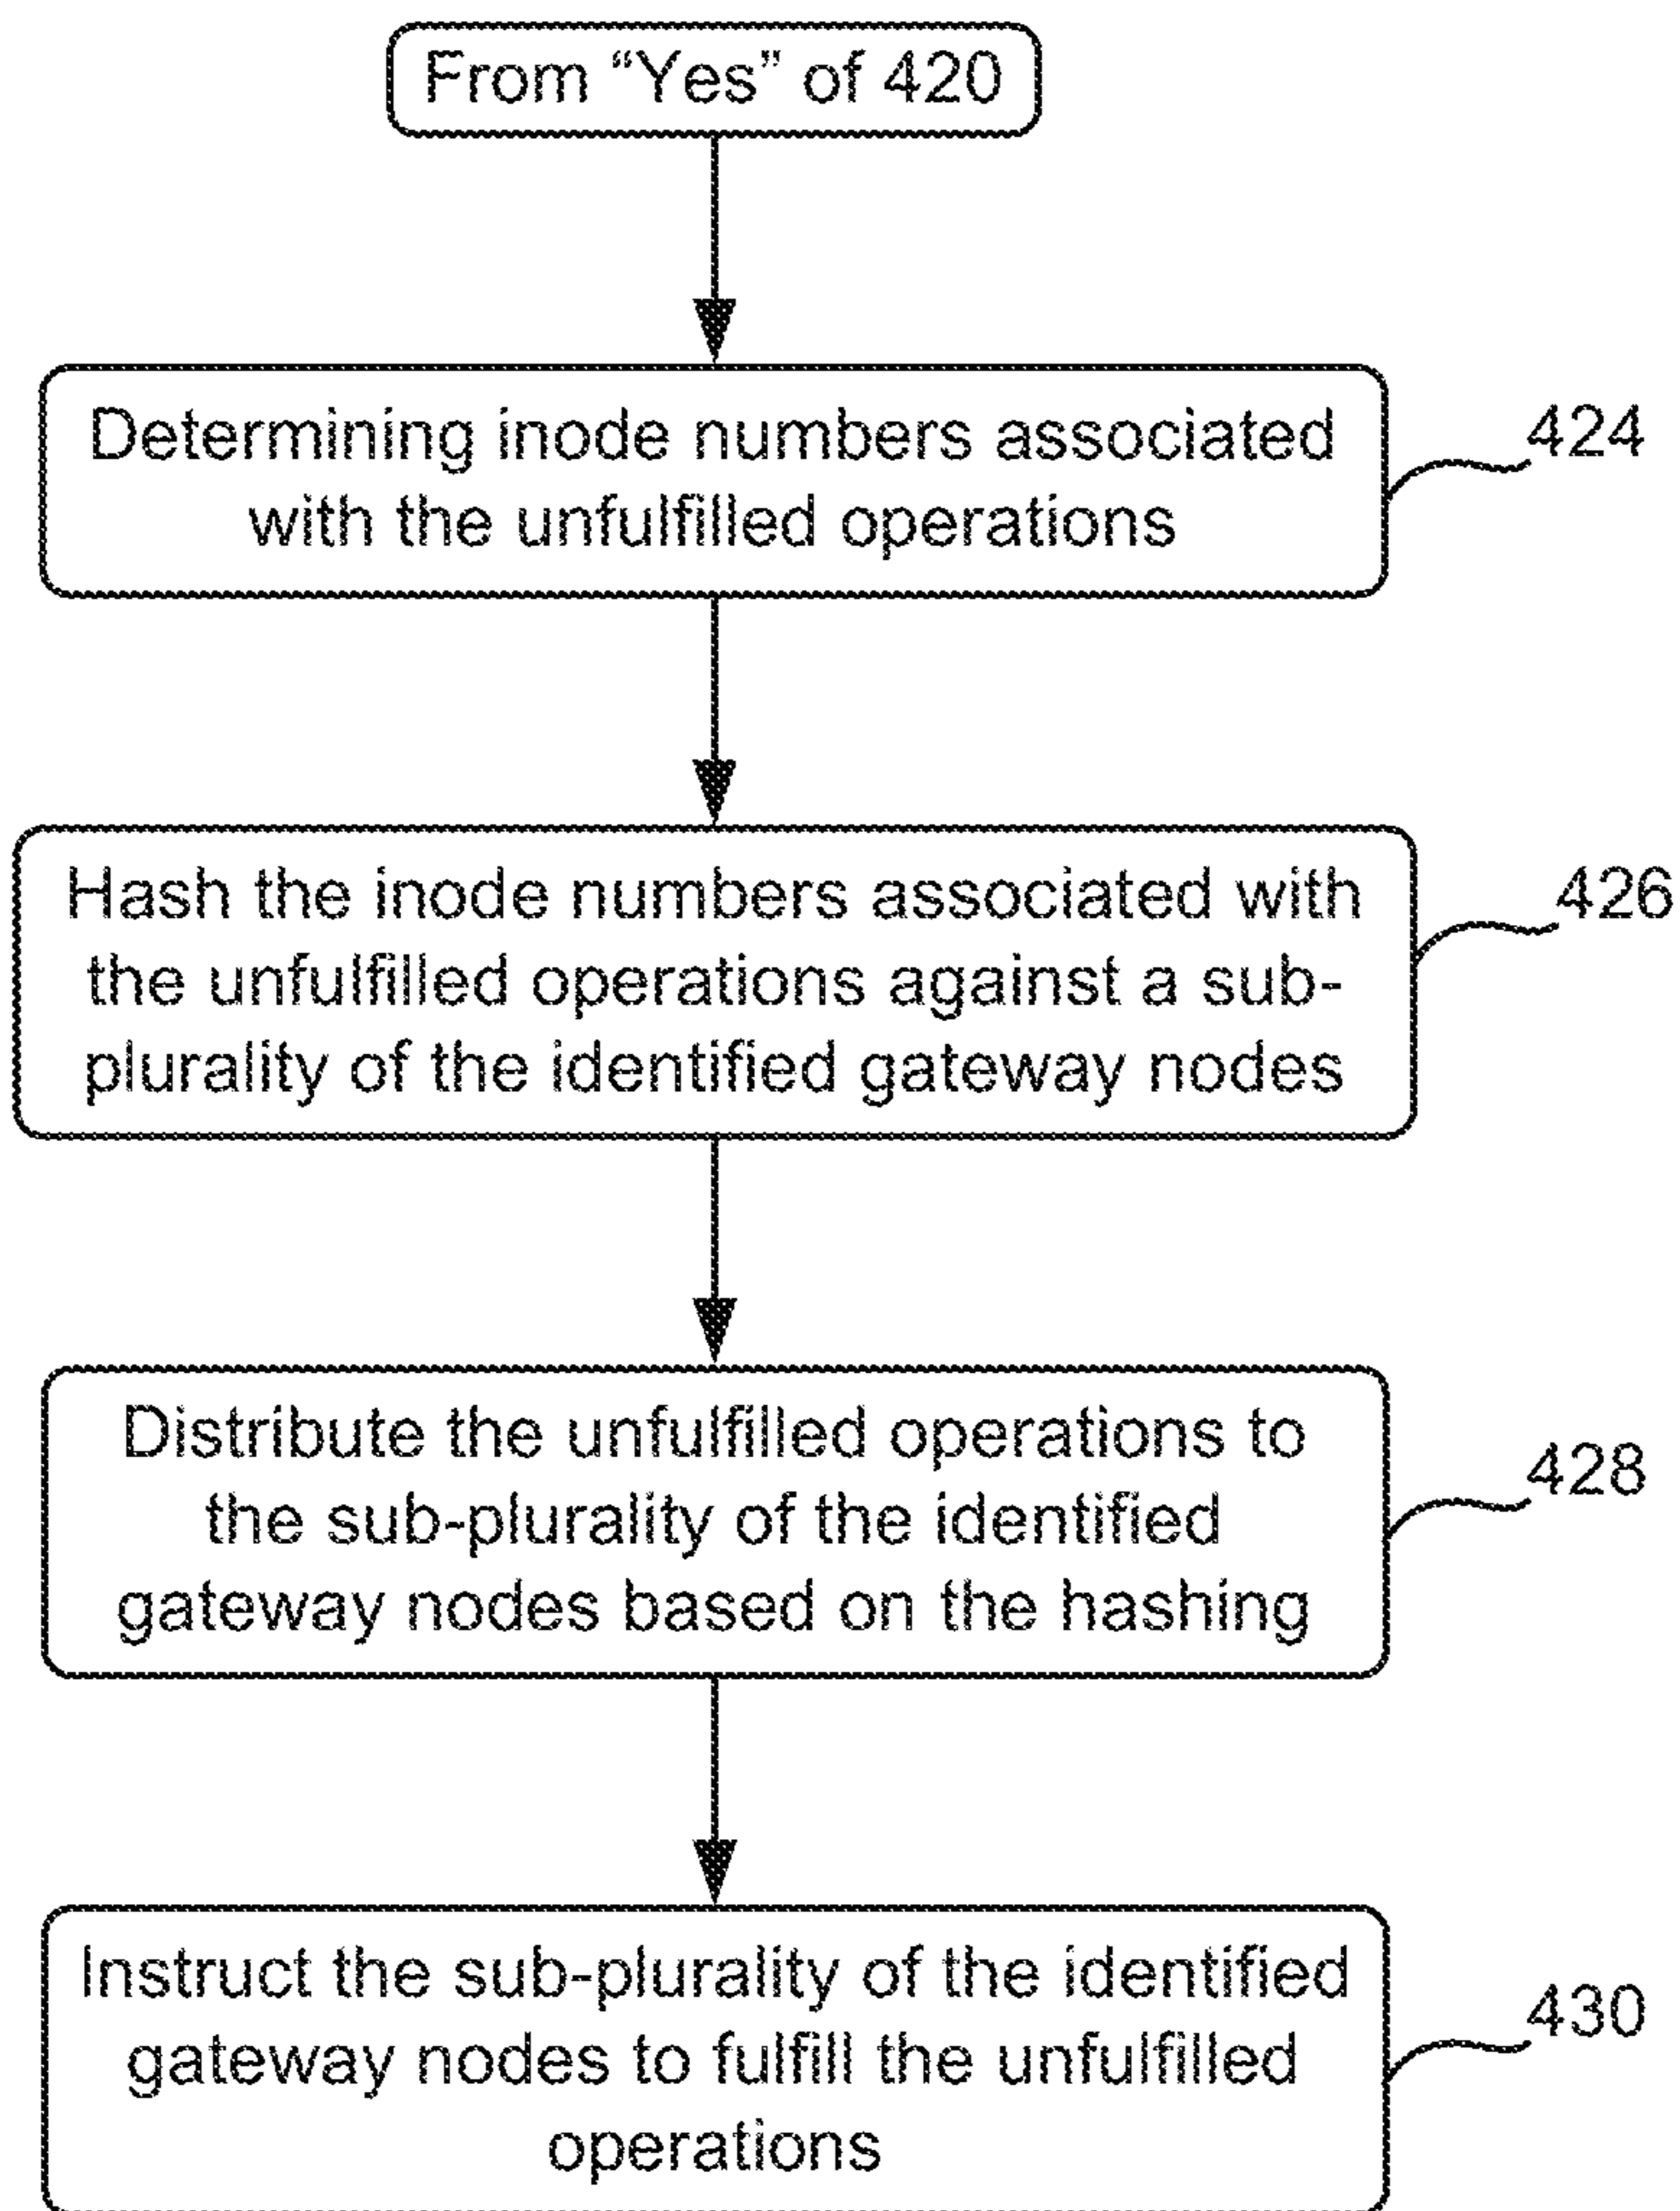 From “Yes” of 420
Determining inode numbers associated
with the unfulfilled operations
424
Hash the inode numbers associated with
the unfulfilled operations against a sub-
plurality of the identified gateway nodes
426
Distribute the unfulfilled operations to
the sub-plurality of the identified
gateway nodes based on the hashing
428
Instruct the sub-plurality of the identified
gateway nodes to fulfill the unfulfilled
operations
430